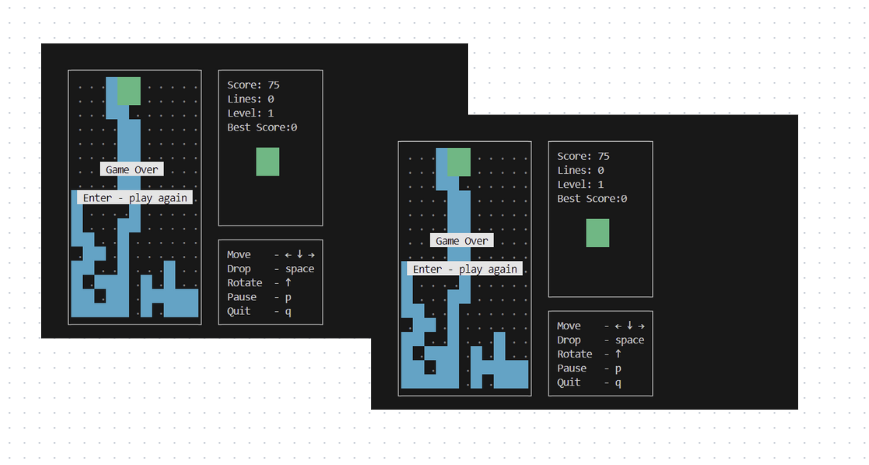 Score: 75
Lines: 0
Level: 1
Best Score:0
Game Over
Enter - play again
Move - ← ↓ →
Drop - space
Rotate - ↑
Pause - p
Quit - q
Score: 75
Lines: 0
Level: 1
Best Score:0
Game Over
Enter - play again
Move - ← ↓ →
Drop - space
Rotate - ↑
Pause - p
Quit - q